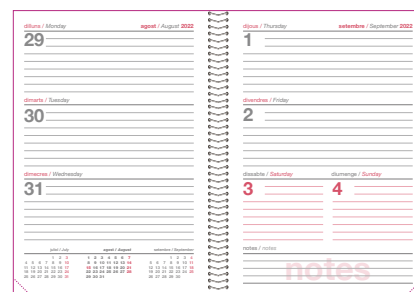 dilluns / Monday
agost / August 2022
29
dimarts / Tuesday
30
dimecres / Wednesday
31
juliol / July
agost / August
setembre / September
dijous / Thursday
setembre / September 2022
1
divendres / Friday
2
dissabte / Saturday
diumenge / Sunday
3
4
notes / notes
notes